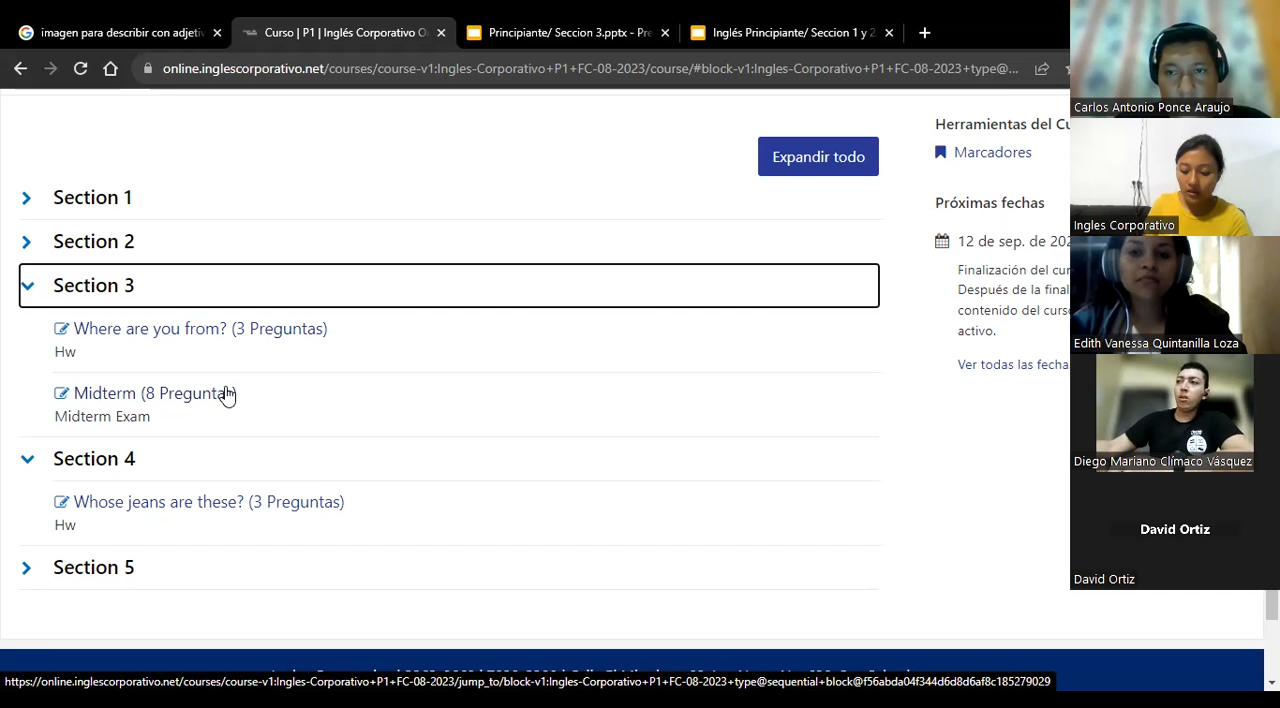 imagen para describir con adjetiv
Curso | P1 | Inglés Corporativo O
Principiante/ Seccion 3.pptx - Pre
Inglés Principiante/ Seccion 1 y 2
online.inglescorporativo.net/courses/course-v1:Ingles-Corporativo+P1+FC-08-2023/course/#block-v1:Ingles-Corporativo+P1+FC-08-2023+type@...
Expandir todo
Section 1
Section 2
Section 3
Where are you from? (3 Preguntas)
Hw
Midterm (8 Preguntas)
Midterm Exam
Section 4
Whose jeans are these? (3 Preguntas)
Hw
Section 5
Herramientas del Cu
Marcadores
Próximas fechas
12 de sep. de 202
Finalización del cur
Después de la final
contenido del curso
activo.
Ver todas las fecha
Carlos Antonio Ponce Araujo
Ingles Corporativo
Edith Vanessa Quintanilla Loza
Diego Mariano Clímaco Vásquez
David Ortiz
David Ortiz
https://online.inglescorporativo.net/courses/course-v1:Ingles-Corporativo+P1+FC-08-2023/jump_to/block-v1:Ingles-Corporativo+P1+FC-08-2023+type@sequential+block@f56abda04f344d6d8d6af8c185279029